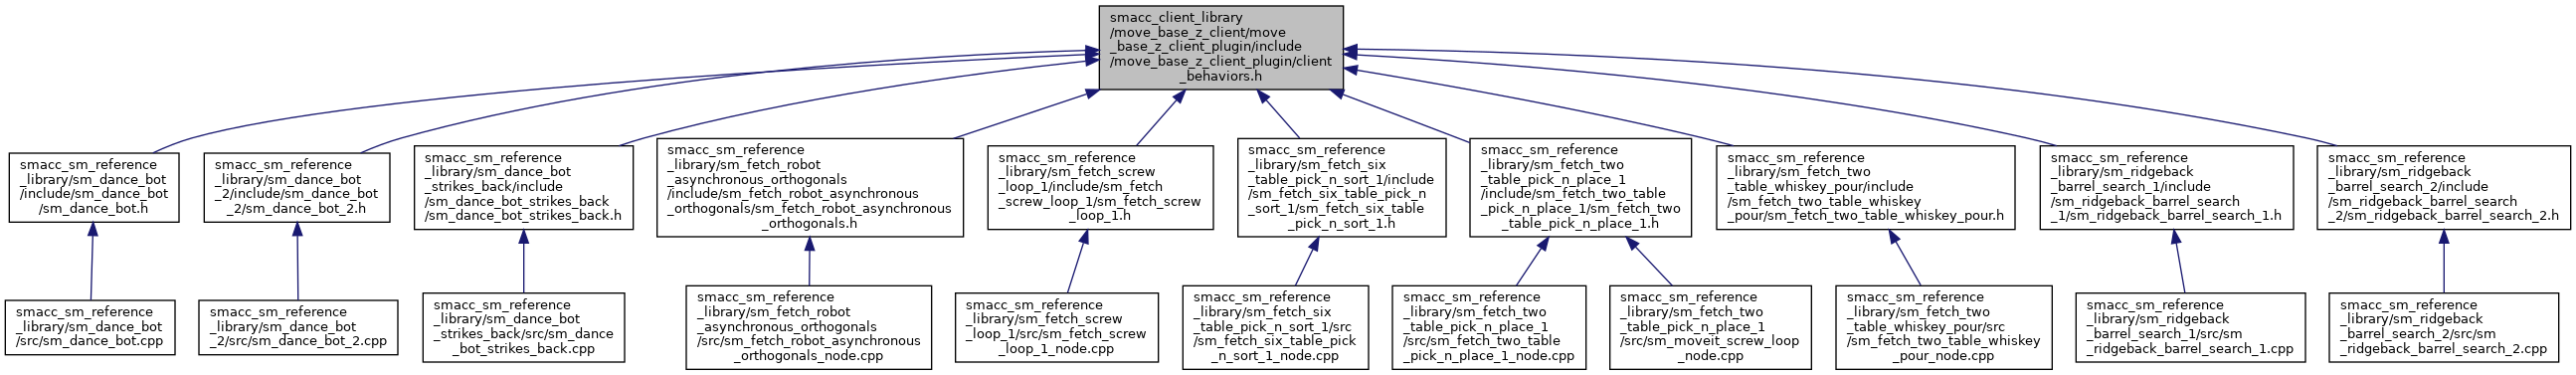 smacc_client_library
/move_base_z_client/move
_base_z_client_plugin/include
/move_base_z_client_plugin/client
_behaviors.h
smacc_sm_reference
_library/sm_dance_bot
/include/sm_dance_bot
/sm_dance_bot.h
smacc_sm_reference
_library/sm_dance_bot
_2/include/sm_dance_bot
_2/sm_dance_bot_2.h
smacc_sm_reference
_library/sm_dance_bot
_strikes_back/include
/sm_dance_bot_strikes_back
/sm_dance_bot_strikes_back.h
smacc_sm_reference
_library/sm_fetch_robot
_asynchronous_orthogonals
/include/sm_fetch_robot_asynchronous
_orthogonals/sm_fetch_robot_asynchronous
_orthogonals.h
smacc_sm_reference
_library/sm_fetch_screw
_loop_1/include/sm_fetch
_screw_loop_1/sm_fetch_screw
_loop_1.h
smacc_sm_reference
_library/sm_fetch_six
_table_pick_n_sort_1/include
/sm_fetch_six_table_pick_n
_sort_1/sm_fetch_six_table
_pick_n_sort_1.h
smacc_sm_reference
_library/sm_fetch_two
_table_pick_n_place_1
/include/sm_fetch_two_table
_pick_n_place_1/sm_fetch_two
_table_pick_n_place_1.h
smacc_sm_reference
_library/sm_fetch_two
_table_whiskey_pour/include
/sm_fetch_two_table_whiskey
_pour/sm_fetch_two_table_whiskey_pour.h
smacc_sm_reference
_library/sm_ridgeback
_barrel_search_1/include
/sm_ridgeback_barrel_search
_1/sm_ridgeback_barrel_search_1.h
smacc_sm_reference
_library/sm_ridgeback
_barrel_search_2/include
/sm_ridgeback_barrel_search
_2/sm_ridgeback_barrel_search_2.h
smacc_sm_reference
_library/sm_dance_bot
/src/sm_dance_bot.cpp
smacc_sm_reference
_library/sm_dance_bot
_2/src/sm_dance_bot_2.cpp
smacc_sm_reference
_library/sm_dance_bot
_strikes_back/src/sm_dance
_bot_strikes_back.cpp
smacc_sm_reference
_library/sm_fetch_robot
_asynchronous_orthogonals
/src/sm_fetch_robot_asynchronous
_orthogonals_node.cpp
smacc_sm_reference
_library/sm_fetch_screw
_loop_1/src/sm_fetch_screw
_loop_1_node.cpp
smacc_sm_reference
_library/sm_fetch_six
_table_pick_n_sort_1/src
/sm_fetch_six_table_pick
_n_sort_1_node.cpp
smacc_sm_reference
_library/sm_fetch_two
_table_pick_n_place_1
/src/sm_fetch_two_table
_pick_n_place_1_node.cpp
smacc_sm_reference
_library/sm_fetch_two
_table_pick_n_place_1
/src/sm_moveit_screw_loop
_node.cpp
smacc_sm_reference
_library/sm_fetch_two
_table_whiskey_pour/src
/sm_fetch_two_table_whiskey
_pour_node.cpp
smacc_sm_reference
_library/sm_ridgeback
_barrel_search_1/src/sm
_ridgeback_barrel_search_1.cpp
smacc_sm_reference
_library/sm_ridgeback
_barrel_search_2/src/sm
_ridgeback_barrel_search_2.cpp